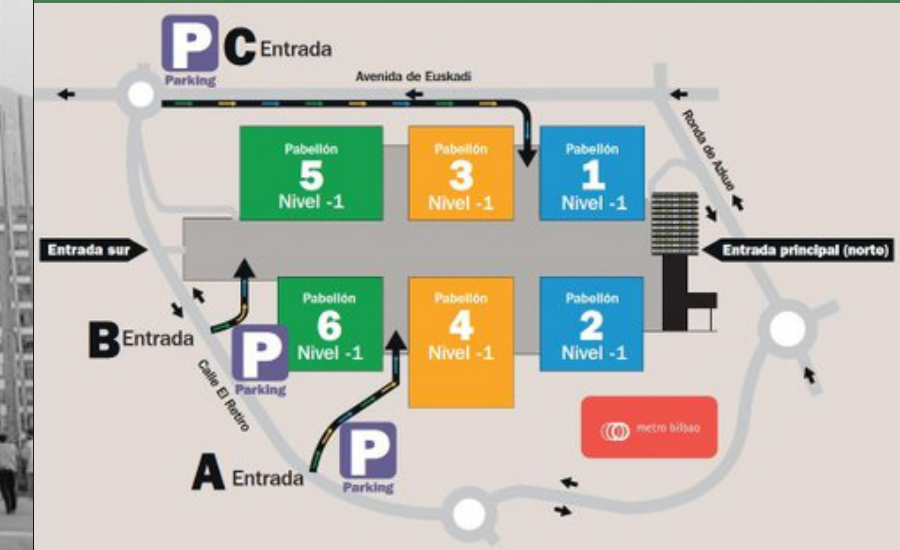 P
Parking
C Entrada
Avenida de Euskadi
Ronda de Azkue
Pabellón
5
Nivel -1
Pabellón
3
Nivel -1
Pabellón
1
Nivel -1
Entrada sur
Entrada principal (norte)
Pabellón
6
Nivel -1
Pabellón
4
Nivel -1
Pabellón
2
Nivel -1
B Entrada
P
Parking
Calle El Retiro
metro bilbao
A Entrada
P
Parking